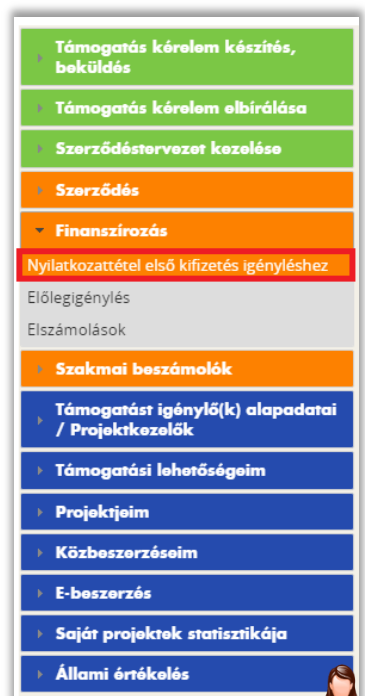 Támogatás kérelem készítés,
beküldés
Támogatás kérelem elbírálása
Szerződéstervezet kezelése
Szerződés
Finanszírozás
Nyilatkozattétel első kifizetés igényléshez
Előlegigénylés
Elszámolások
Szakmai beszámolók
Támogatást igénylő(k) alapadatai
/ Projektkezelők
Támogatási lehetőségeim
Projektjeim
Közbeszerzéseim
E-beszerzés
Saját projektek statisztikája
Állami értékelés